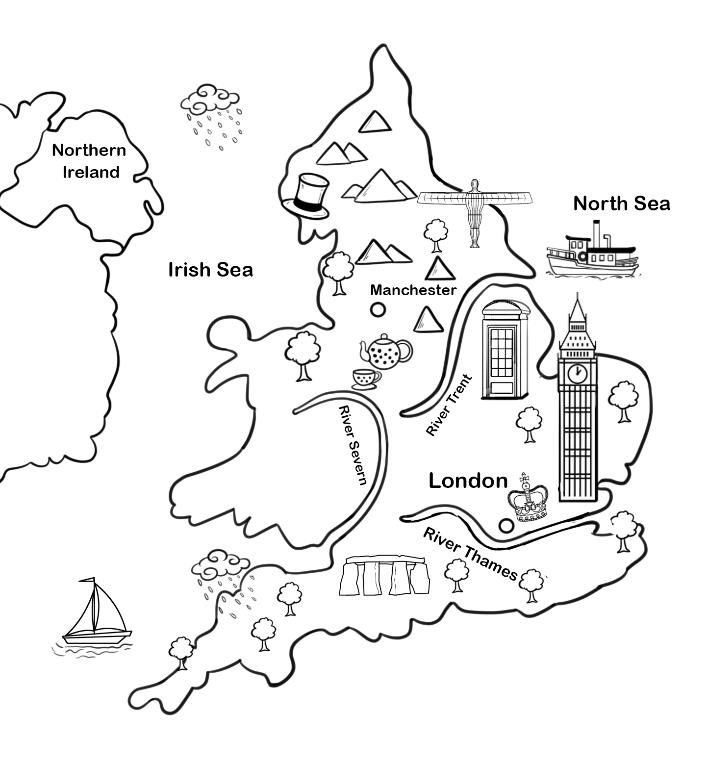 Northern
Ireland
North Sea
Irish Sea
Manchester
River Trent
River Severn
London
River Thames